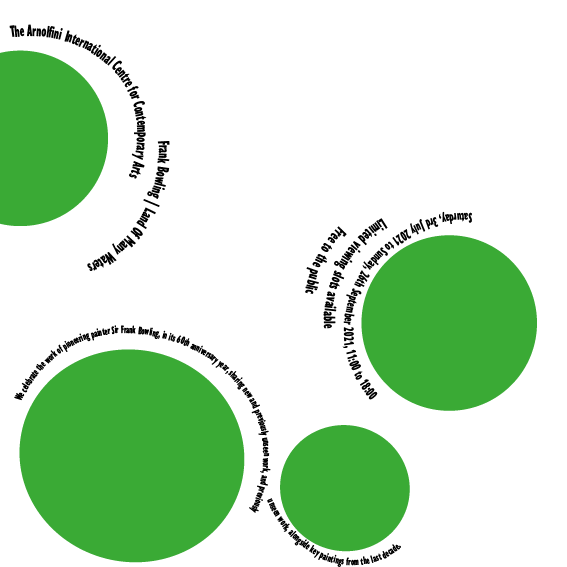 The Arnolfini International Centre for Contemporary Arts
Frank Bowling | Land Of Many Waters
Saturday, 3rd July 2021 to Sunday, 26th September 2021, 11:00 to 18:00
Limited viewing slots available
Free to the public
We celebrate the work of pioneering painter Sir Frank Bowling, in its 60th anniversary year, sharing new and previously unseen work, and previously
unseen work, alongside key paintings from the last decade.